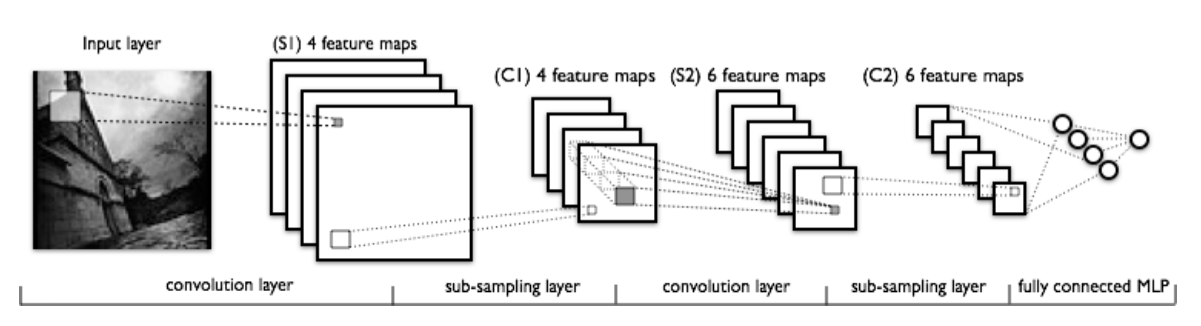 Input layer
(S1) 4 feature maps
(C1) 4 feature maps
(S2) 6 feature maps
(C2) 6 feature maps
convolution layer
sub-sampling layer
convolution layer
sub-sampling layer
fully connected MLP